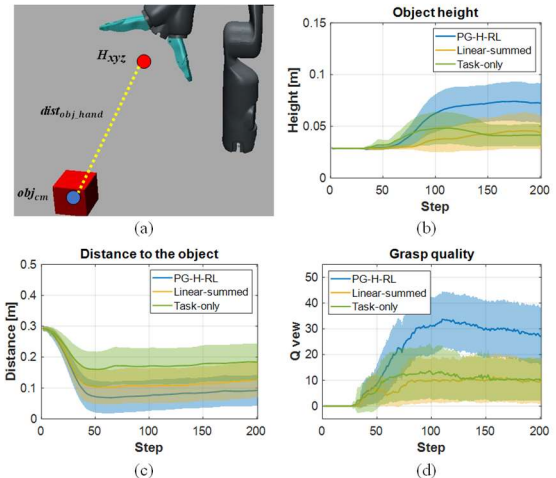 H_xyz
dist_obj_hand
obj_cm
(a)
Object height
PG-H-RL
Linear-summed
Task-only
Height [m]
0.15
0.1
0.05
0
0 50 100 150 200
Step
(b)
Distance to the object
PG-H-RL
Linear-summed
Task-only
Distance [m]
0.5
0.4
0.3
0.2
0.1
0
0 50 100 150 200
Step
(c)
Grasp quality
PG-H-RL
Linear-summed
Task-only
Q vew
50
40
30
20
10
0
0 50 100 150 200
Step
(d)